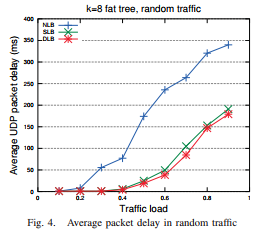 k=8 fat tree, random traffic
NLB
SLB
DLB
Average UDP packet delay (ms)
400
350
300
250
200
150
100
50
0
0 0.2 0.4 0.6 0.8 1
Traffic load
Fig. 4. Average packet delay in random traffic